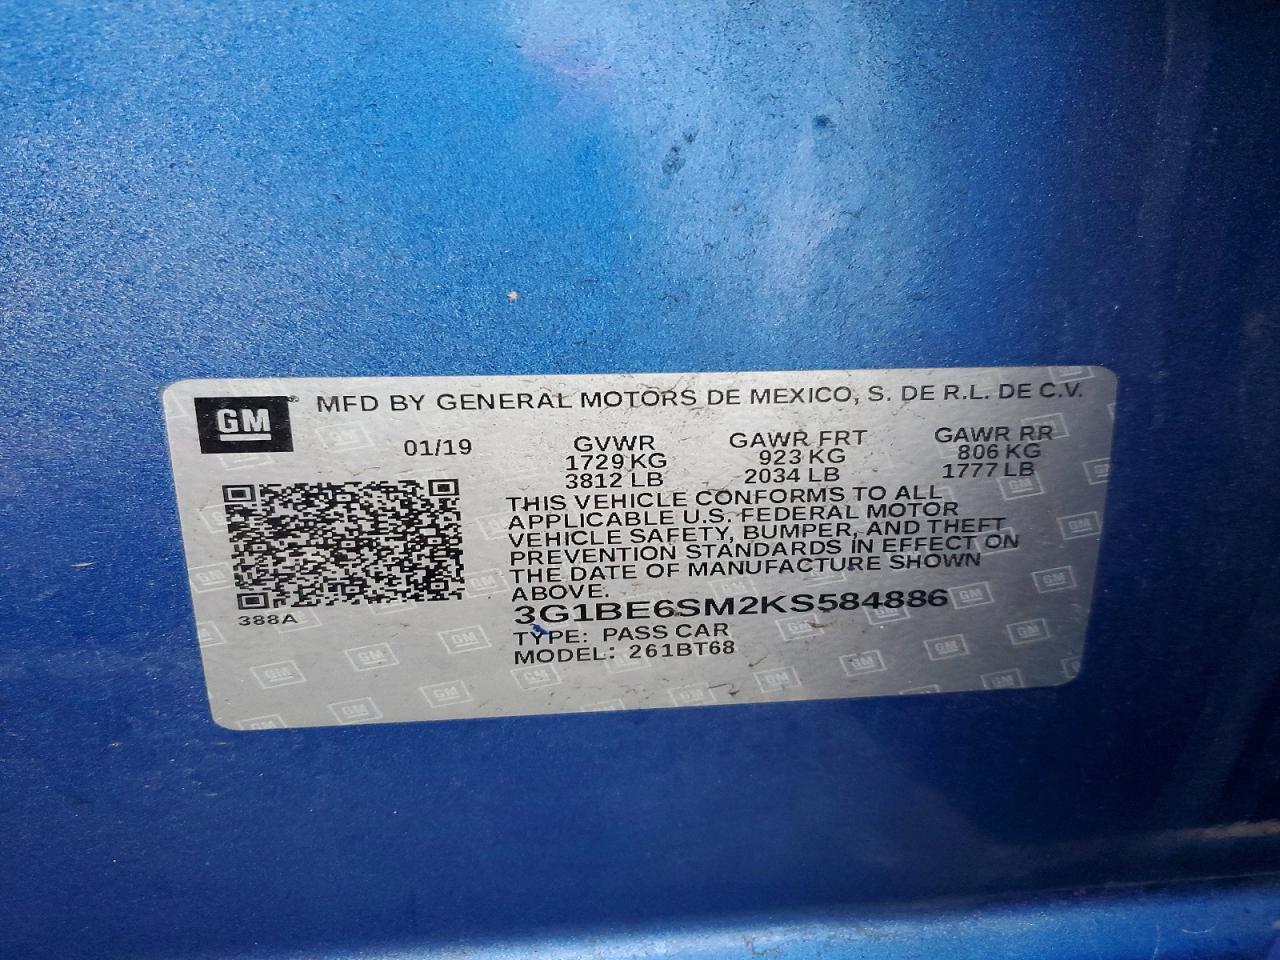 GM® MFD BY GENERAL MOTORS DE MEXICO, S. DE R.L. DE C.V.
01/19 GVWR GAWR FRT GAWR RR
1729 KG 923 KG 806 KG
3812 LB 2034 LB 1777 LB
THIS VEHICLE CONFORMS TO ALL
APPLICABLE U.S. FEDERAL MOTOR
VEHICLE SAFETY, BUMPER, AND THEFT
PREVENTION STANDARDS IN EFFECT ON
THE DATE OF MANUFACTURE SHOWN
ABOVE.
388A
3G1BE6SM2KS584886
TYPE: PASS CAR
MODEL: 261BT68